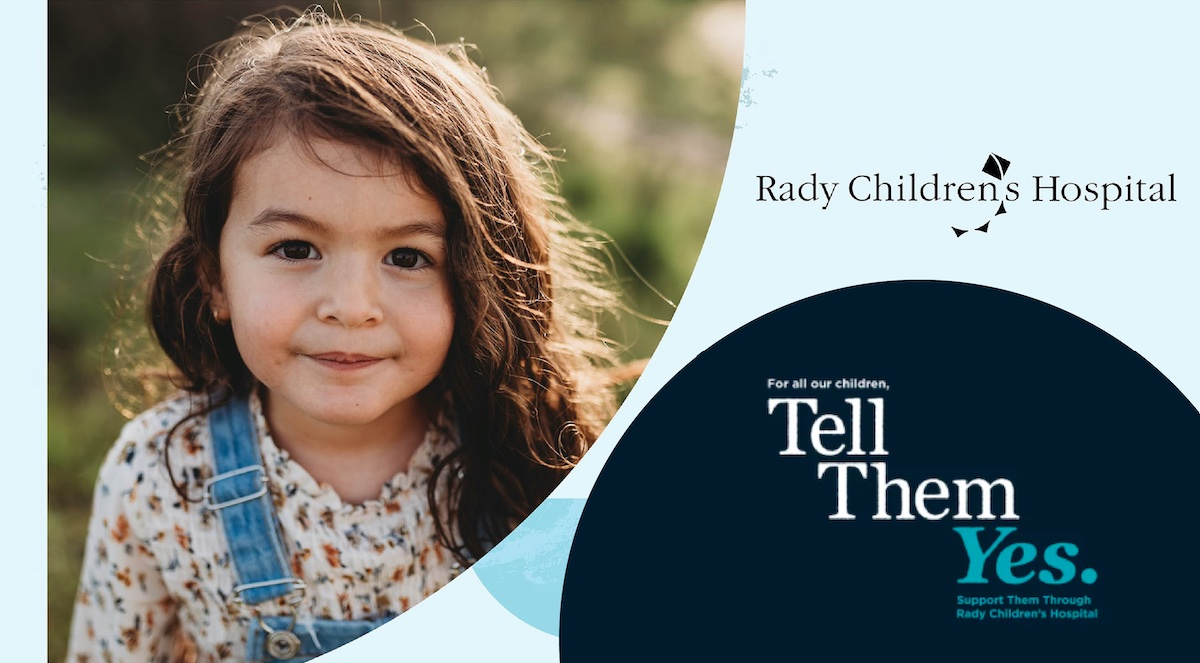 Rady Children's Hospital
For all our children,
Tell
Them
Yes.
Support Them Through
Rady Children's Hospital